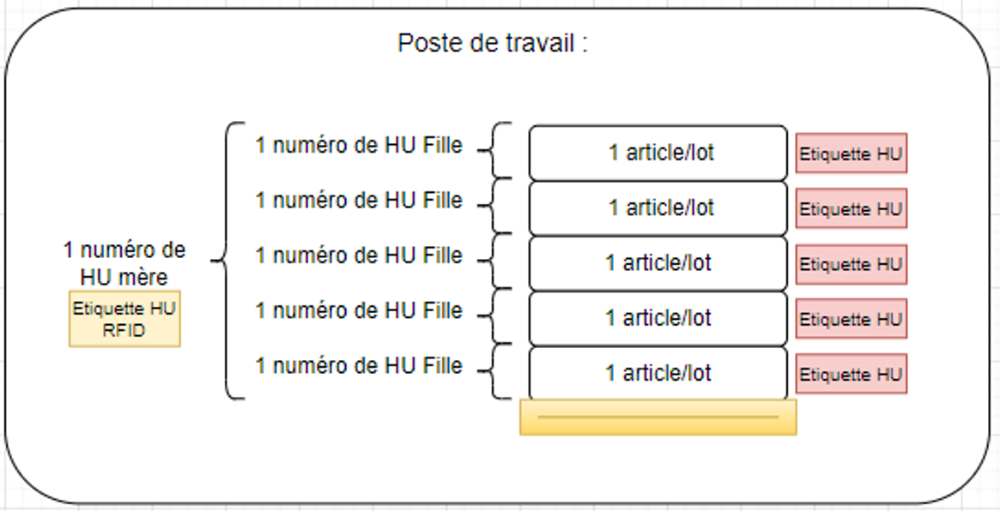 Poste de travail :
1 numéro de HU Fille
1 article/lot
Etiquette HU
1 numéro de HU Fille
1 article/lot
Etiquette HU
1 numéro de
HU mère
Etiquette HU
RFID
1 numéro de HU Fille
1 article/lot
Etiquette HU
1 numéro de HU Fille
1 article/lot
Etiquette HU
1 numéro de HU Fille
1 article/lot
Etiquette HU